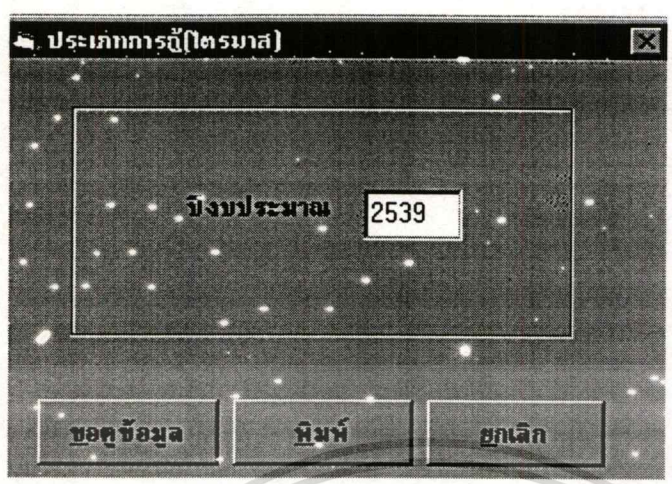 ประเภทการกู้(ไตรมาส)
ปีงบประมาณ 2539
ขอดูข้อมูล พิมพ์ ยกเลิก